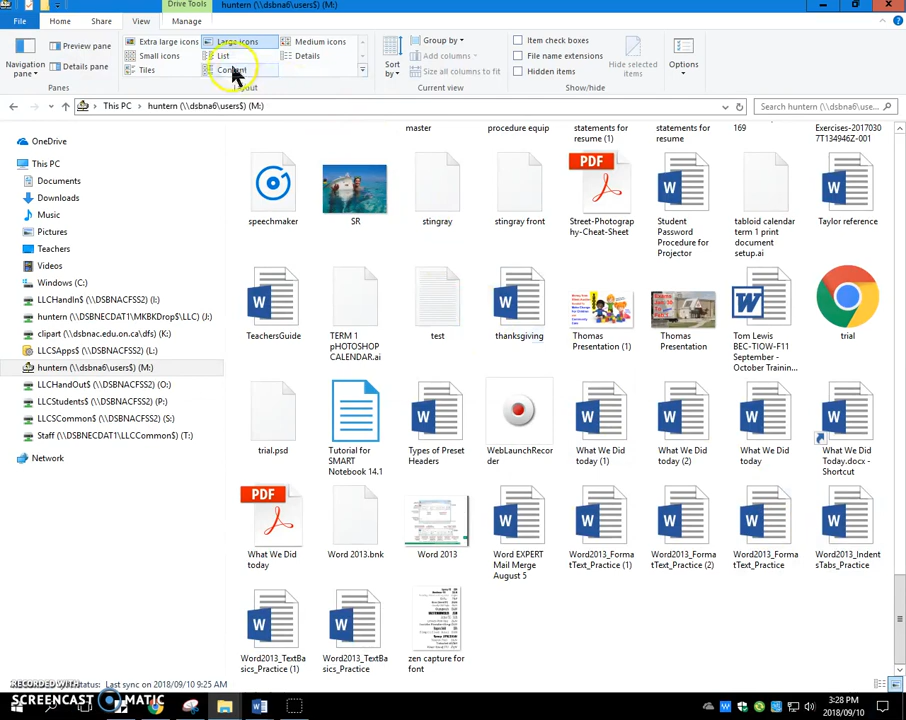 Drive Tools
huntern (\\dsbna6\users$) (M:)
File Home Share View Manage
Navigation pane
Preview pane
Details pane
Panes
Extra large icons Large icons Medium icons
Small icons List Details
Tiles Content
Layout
Sort by
Group by
Add columns
Size all columns to fit
Current view
Item check boxes
File name extensions
Hidden items
Hide selected items
Show/hide
Options
This PC > huntern (\\dsbna6\users$) (M:)
Search huntern (\\dsbna6\use...
OneDrive
This PC
Documents
Downloads
Music
Pictures
Teachers
Videos
Windows (C:)
LLCHandIn$ (\\DSBNACFSS2) (I:)
huntern (\\DSBNECDAT1\MKBKDrop$\LLC) (J:)
clipart (\\dsbnac.edu.on.ca\dfs) (K:)
LLCSApps$ (\\DSBNACFSS2) (L:)
huntern (\\dsbna6\users$) (M:)
LLCHandOut$ (\\DSBNACFSS2) (O:)
LLCStudents$ (\\DSBNACFSS2) (P:)
LLCSCommon$ (\\DSBNACFSS2) (S:)
Staff (\\DSBNECDAT1\LLCCommon$) (T:)
Network
master
procedure equip
statements for resume (1)
statements for resume
169
Exercises-20170307T134946Z-001
speechmaker
SR
stingray
stingray front
PDF
Street-Photography-Cheat-Sheet
Student Password Procedure for Projector
tabloid calendar term 1 print document setup.ai
Taylor reference
TeachersGuide
TERM 1 pHOTOSHOP CALENDAR.ai
test
thanksgiving
Thomas Presentation (1)
Thomas Presentation
Tom Lewis BEC-TIOW-F11 September - October Trainin...
trial
trial.psd
Tutorial for SMART Notebook 14.1
Types of Preset Headers
WebLaunchRecorder
What We Did today (1)
What We Did today (2)
What We Did today
What We Did Today.docx - Shortcut
PDF
What We Did today
Word 2013.bnk
Word 2013
Word EXPERT Mail Merge August 5
Word2013_FormatText_Practice (1)
Word2013_FormatText_Practice (2)
Word2013_FormatText_Practice
Word2013_IndentsTabs_Practice
Word2013_TextBasics_Practice (1)
Word2013_TextBasics_Practice
zen capture for font
status: Last sync on 2018/09/10 9:25 AM
RECORDED WITH
SCREENCAST MATIC
3:28 PM
2018/09/10